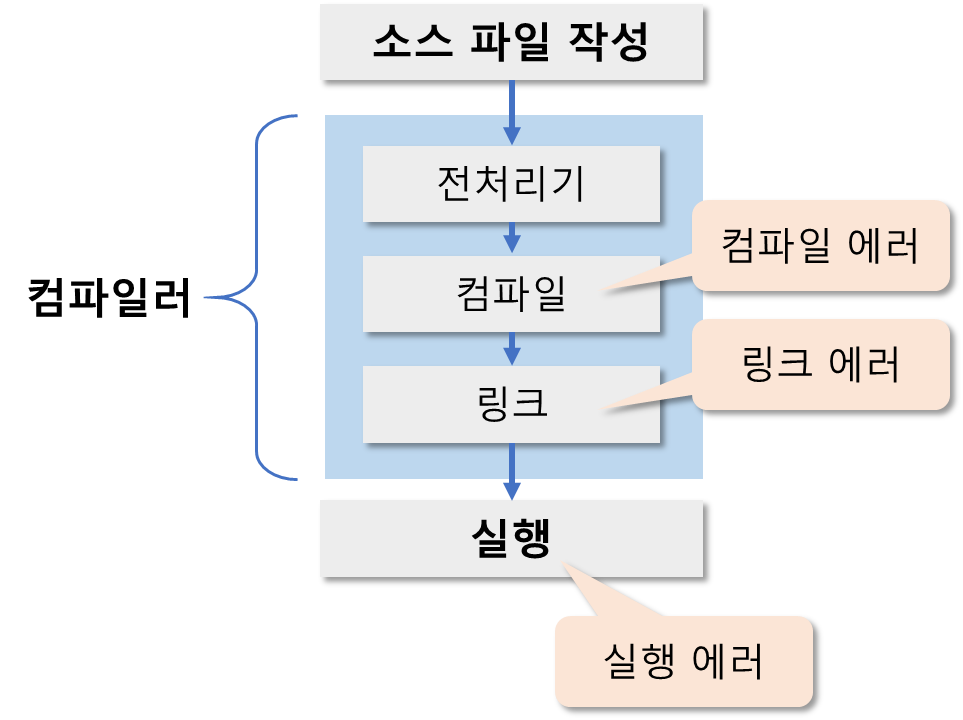 소스 파일 작성
전처리기
컴파일 에러
컴파일러
컴파일
링크 에러
링크
실행
실행 에러